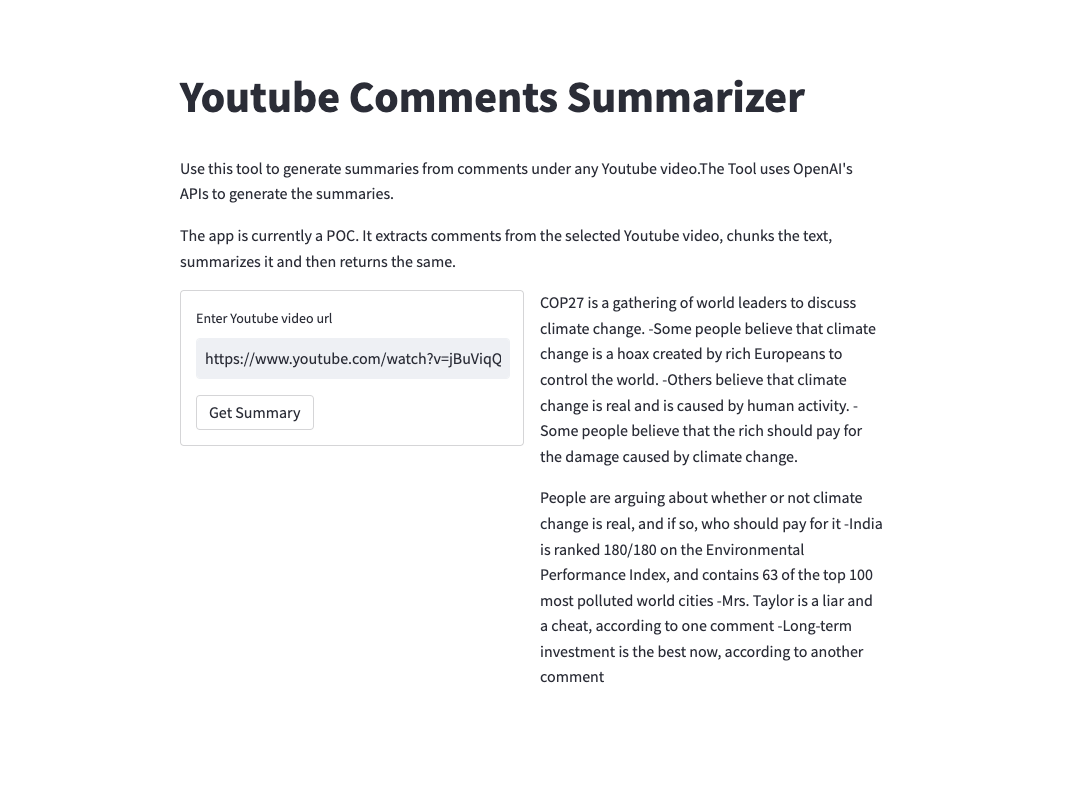 Youtube Comments Summarizer
Use this tool to generate summaries from comments under any Youtube video.The Tool uses OpenAI's
APIs to generate the summaries.
The app is currently a POC. It extracts comments from the selected Youtube video, chunks the text,
summarizes it and then returns the same.
Enter Youtube video url
https://www.youtube.com/watch?v=jBuViqQ
Get Summary
COP27 is a gathering of world leaders to discuss
climate change. -Some people believe that climate
change is a hoax created by rich Europeans to
control the world. -Others believe that climate
change is real and is caused by human activity. -
Some people believe that the rich should pay for
the damage caused by climate change.
People are arguing about whether or not climate
change is real, and if so, who should pay for it -India
is ranked 180/180 on the Environmental
Performance Index, and contains 63 of the top 100
most polluted world cities -Mrs. Taylor is a liar and
a cheat, according to one comment -Long-term
investment is the best now, according to another
comment